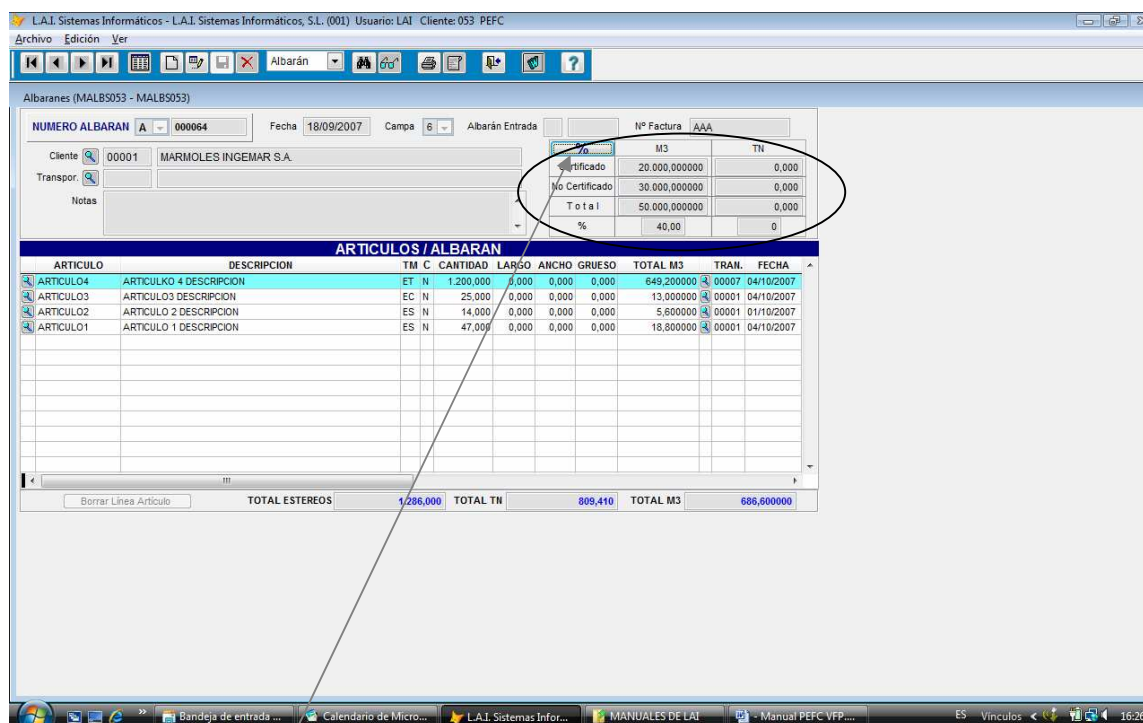 L.A.I. Sistemas Informáticos - L.A.I. Sistemas Informáticos, S.L. (001) Usuario: LAI Cliente: 053 PEFC
Archivo Edición Ver
Albarán
Albaranes (MALBS053 - MALBS053)
NUMERO ALBARAN A 000064 Fecha 18/09/2007 Campa 6 Albarán Entrada Nº Factura AAA
Cliente 00001 MARMOLES INGEMAR S.A.
Transpor.
Notas
% M3 TN
Certificado 20.000,000000 0,000
No Certificado 30.000,000000 0,000
Total 50.000,000000 0,000
% 40,00 0
ARTICULOS / ALBARAN
ARTICULO DESCRIPCION TM C CANTIDAD LARGO ANCHO GRUESO TOTAL M3 TRAN. FECHA
ARTICULO4 ARTICULKO 4 DESCRIPCION ET N 1.200,000 0,000 0,000 0,000 649,200000 00007 04/10/2007
ARTICULO3 ARTICULO3 DESCRIPCION EC N 25,000 0,000 0,000 0,000 13,000000 00001 04/10/2007
ARTICULO2 ARTICULO 2 DESCRIPCION ES N 14,000 0,000 0,000 0,000 5,600000 00001 01/10/2007
ARTICULO1 ARTICULO 1 DESCRIPCION ES N 47,000 0,000 0,000 0,000 18,800000 00001 04/10/2007
Borrar Línea Artículo TOTAL ESTEREOS 1.286,000 TOTAL TN 809,410 TOTAL M3 686,600000
Bandeja de entrada ... Calendario de Micro... L.A.I. Sistemas Infor... MANUALES DE LAI - Manual PEFC VFP.... ES Vínculos 16:26